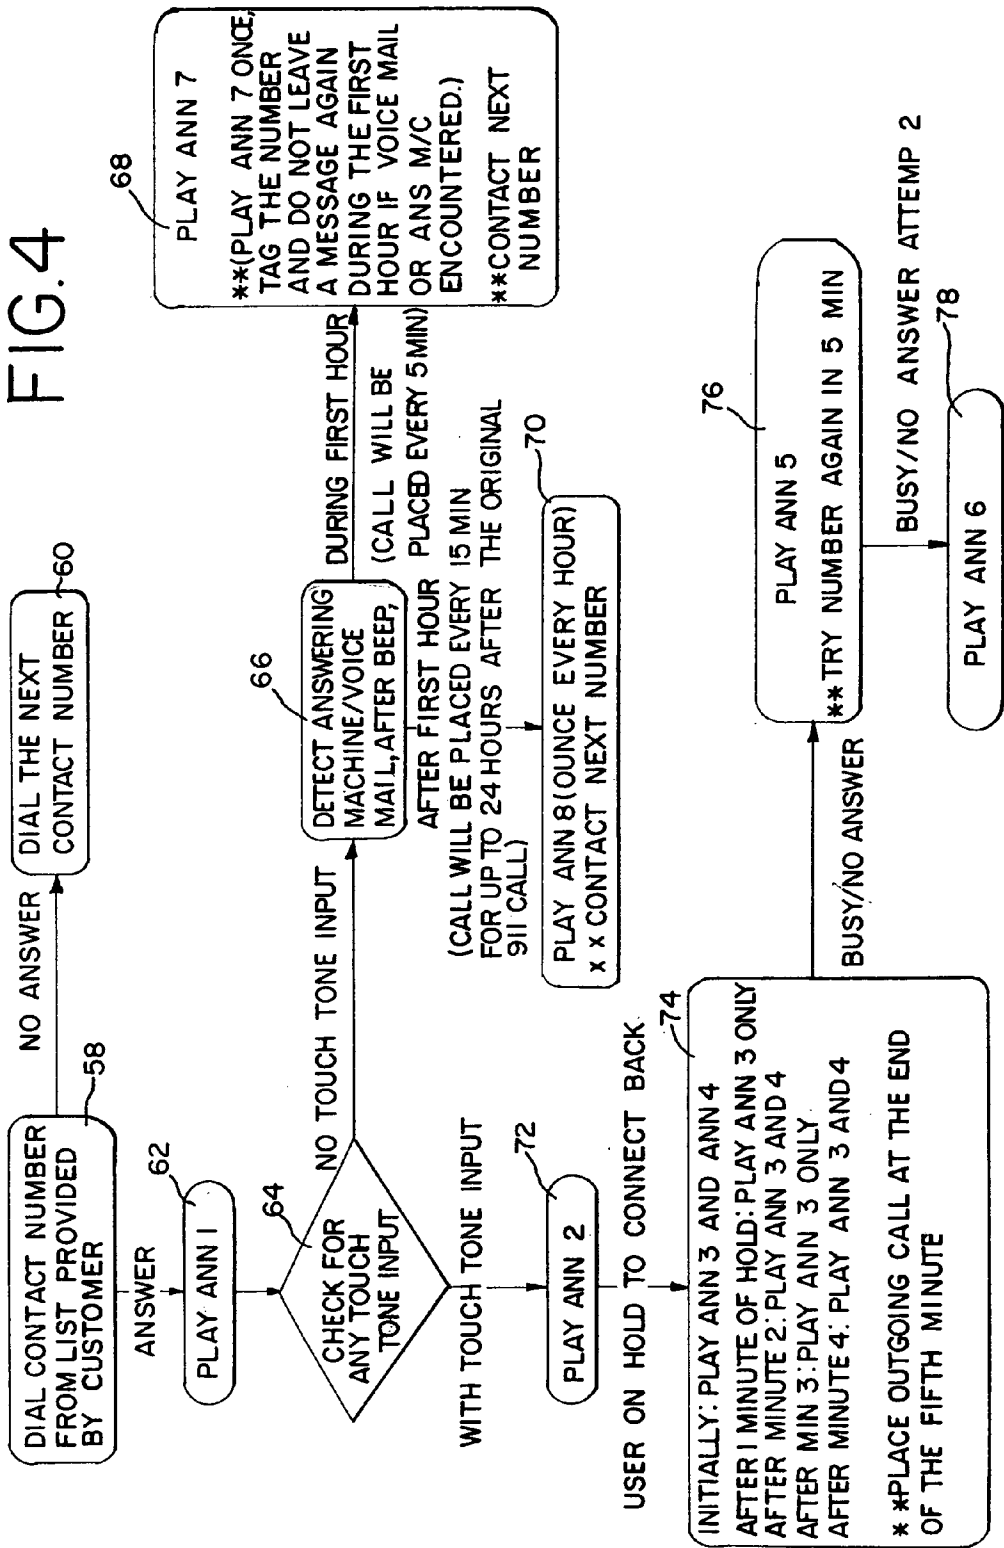 FIG.4
DIAL CONTACT NUMBER
FROM LIST PROVIDED
BY CUSTOMER
58
NO ANSWER
DIAL THE NEXT
CONTACT NUMBER
60
ANSWER
PLAY ANN 1
62
64
CHECK FOR
ANY TOUCH
TONE INPUT
NO TOUCH TONE INPUT
66
DETECT ANSWERING
MACHINE/VOICE
MAIL,AFTER BEEP,
DURING FIRST HOUR
(CALL WILL BE
PLACED EVERY 5 MIN)
68
PLAY ANN 7
**(PLAY ANN 7 ONCE,
TAG THE NUMBER
AND DO NOT LEAVE
A MESSAGE AGAIN
DURING THE FIRST
HOUR IF VOICE MAIL
OR ANS M/C
ENCOUNTERED.)
**CONTACT NEXT
NUMBER
AFTER FIRST HOUR
(CALL WILL BE PLACED EVERY 15 MIN
FOR UP TO 24 HOURS AFTER THE ORIGINAL
911 CALL)
70
PLAY ANN 8 (OUNCE EVERY HOUR)
x x CONTACT NEXT NUMBER
WITH TOUCH TONE INPUT
72
PLAY ANN 2
USER ON HOLD TO CONNECT BACK
74
INITIALLY: PLAY ANN 3 AND ANN 4
AFTER 1 MINUTE OF HOLD: PLAY ANN 3 ONLY
AFTER MINUTE 2: PLAY ANN 3 AND 4
AFTER MIN 3: PLAY ANN 3 ONLY
AFTER MINUTE 4: PLAY ANN 3 AND 4
**PLACE OUTGOING CALL AT THE END
OF THE FIFTH MINUTE
BUSY/NO ANSWER
76
PLAY ANN 5
**TRY NUMBER AGAIN IN 5 MIN
BUSY/NO ANSWER ATTEMP 2
78
PLAY ANN 6